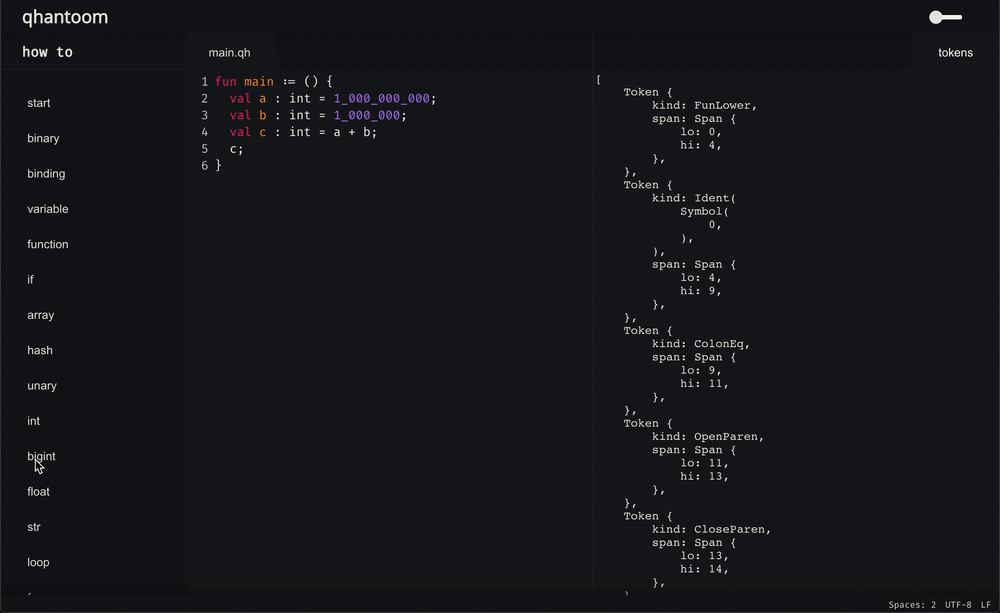 qhantoom
how to
start
binary
binding
variable
function
if
array
hash
unary
int
bigint
float
str
loop
main.qh
1 fun main := () {
2   val a : int = 1_000_000_000;
3   val b : int = 1_000_000;
4   val c : int = a + b;
5   c;
6 }
tokens
[
    Token {
        kind: FunLower,
        span: Span {
            lo: 0,
            hi: 4,
        },
    },
    Token {
        kind: Ident(
            Symbol(
                0,
            ),
        ),
        span: Span {
            lo: 4,
            hi: 9,
        },
    },
    Token {
        kind: ColonEq,
        span: Span {
            lo: 9,
            hi: 11,
        },
    },
    Token {
        kind: OpenParen,
        span: Span {
            lo: 11,
            hi: 13,
        },
    },
    Token {
        kind: CloseParen,
        span: Span {
            lo: 13,
            hi: 14,
        },
Spaces: 2 UTF-8 LF